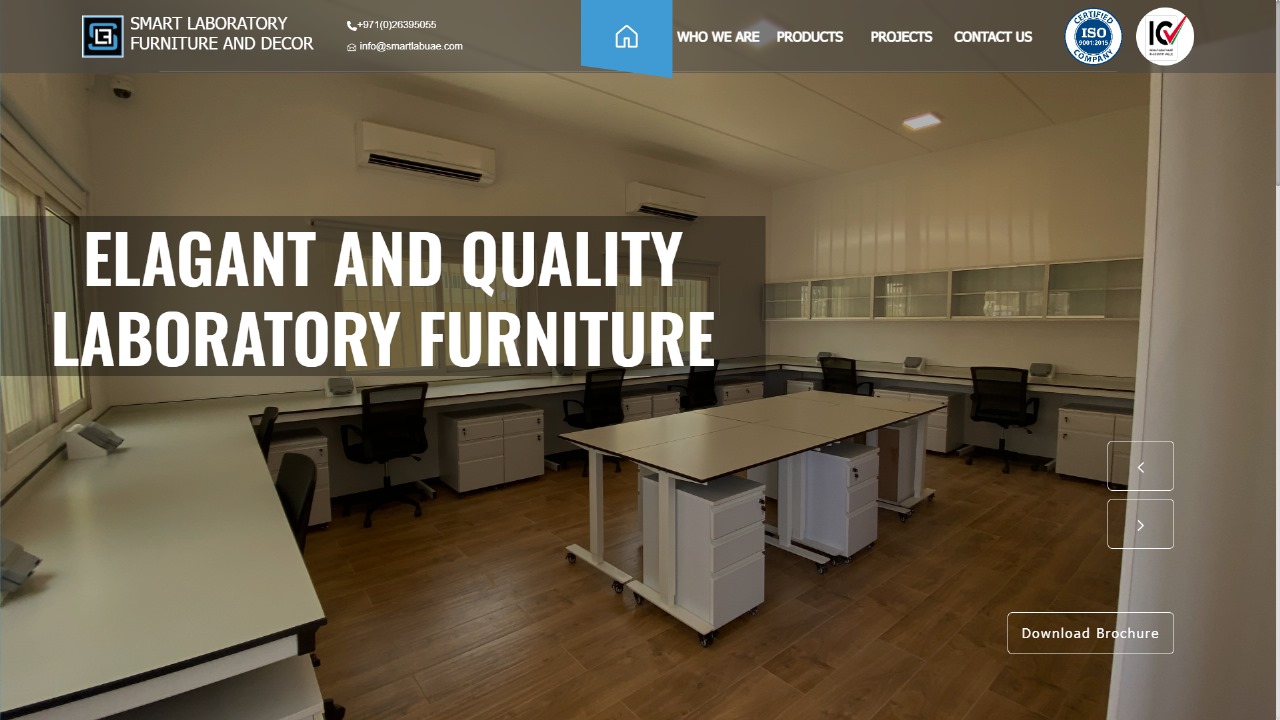 SMART LABORATORY
FURNITURE AND DECOR
+971(0)26395055
info@smartlabuae.com
WHO WE ARE
PRODUCTS
PROJECTS
CONTACT US
CERTIFIED
ISO
9001:2015
COMPANY
ELAGANT AND QUALITY
LABORATORY FURNITURE
Download Brochure